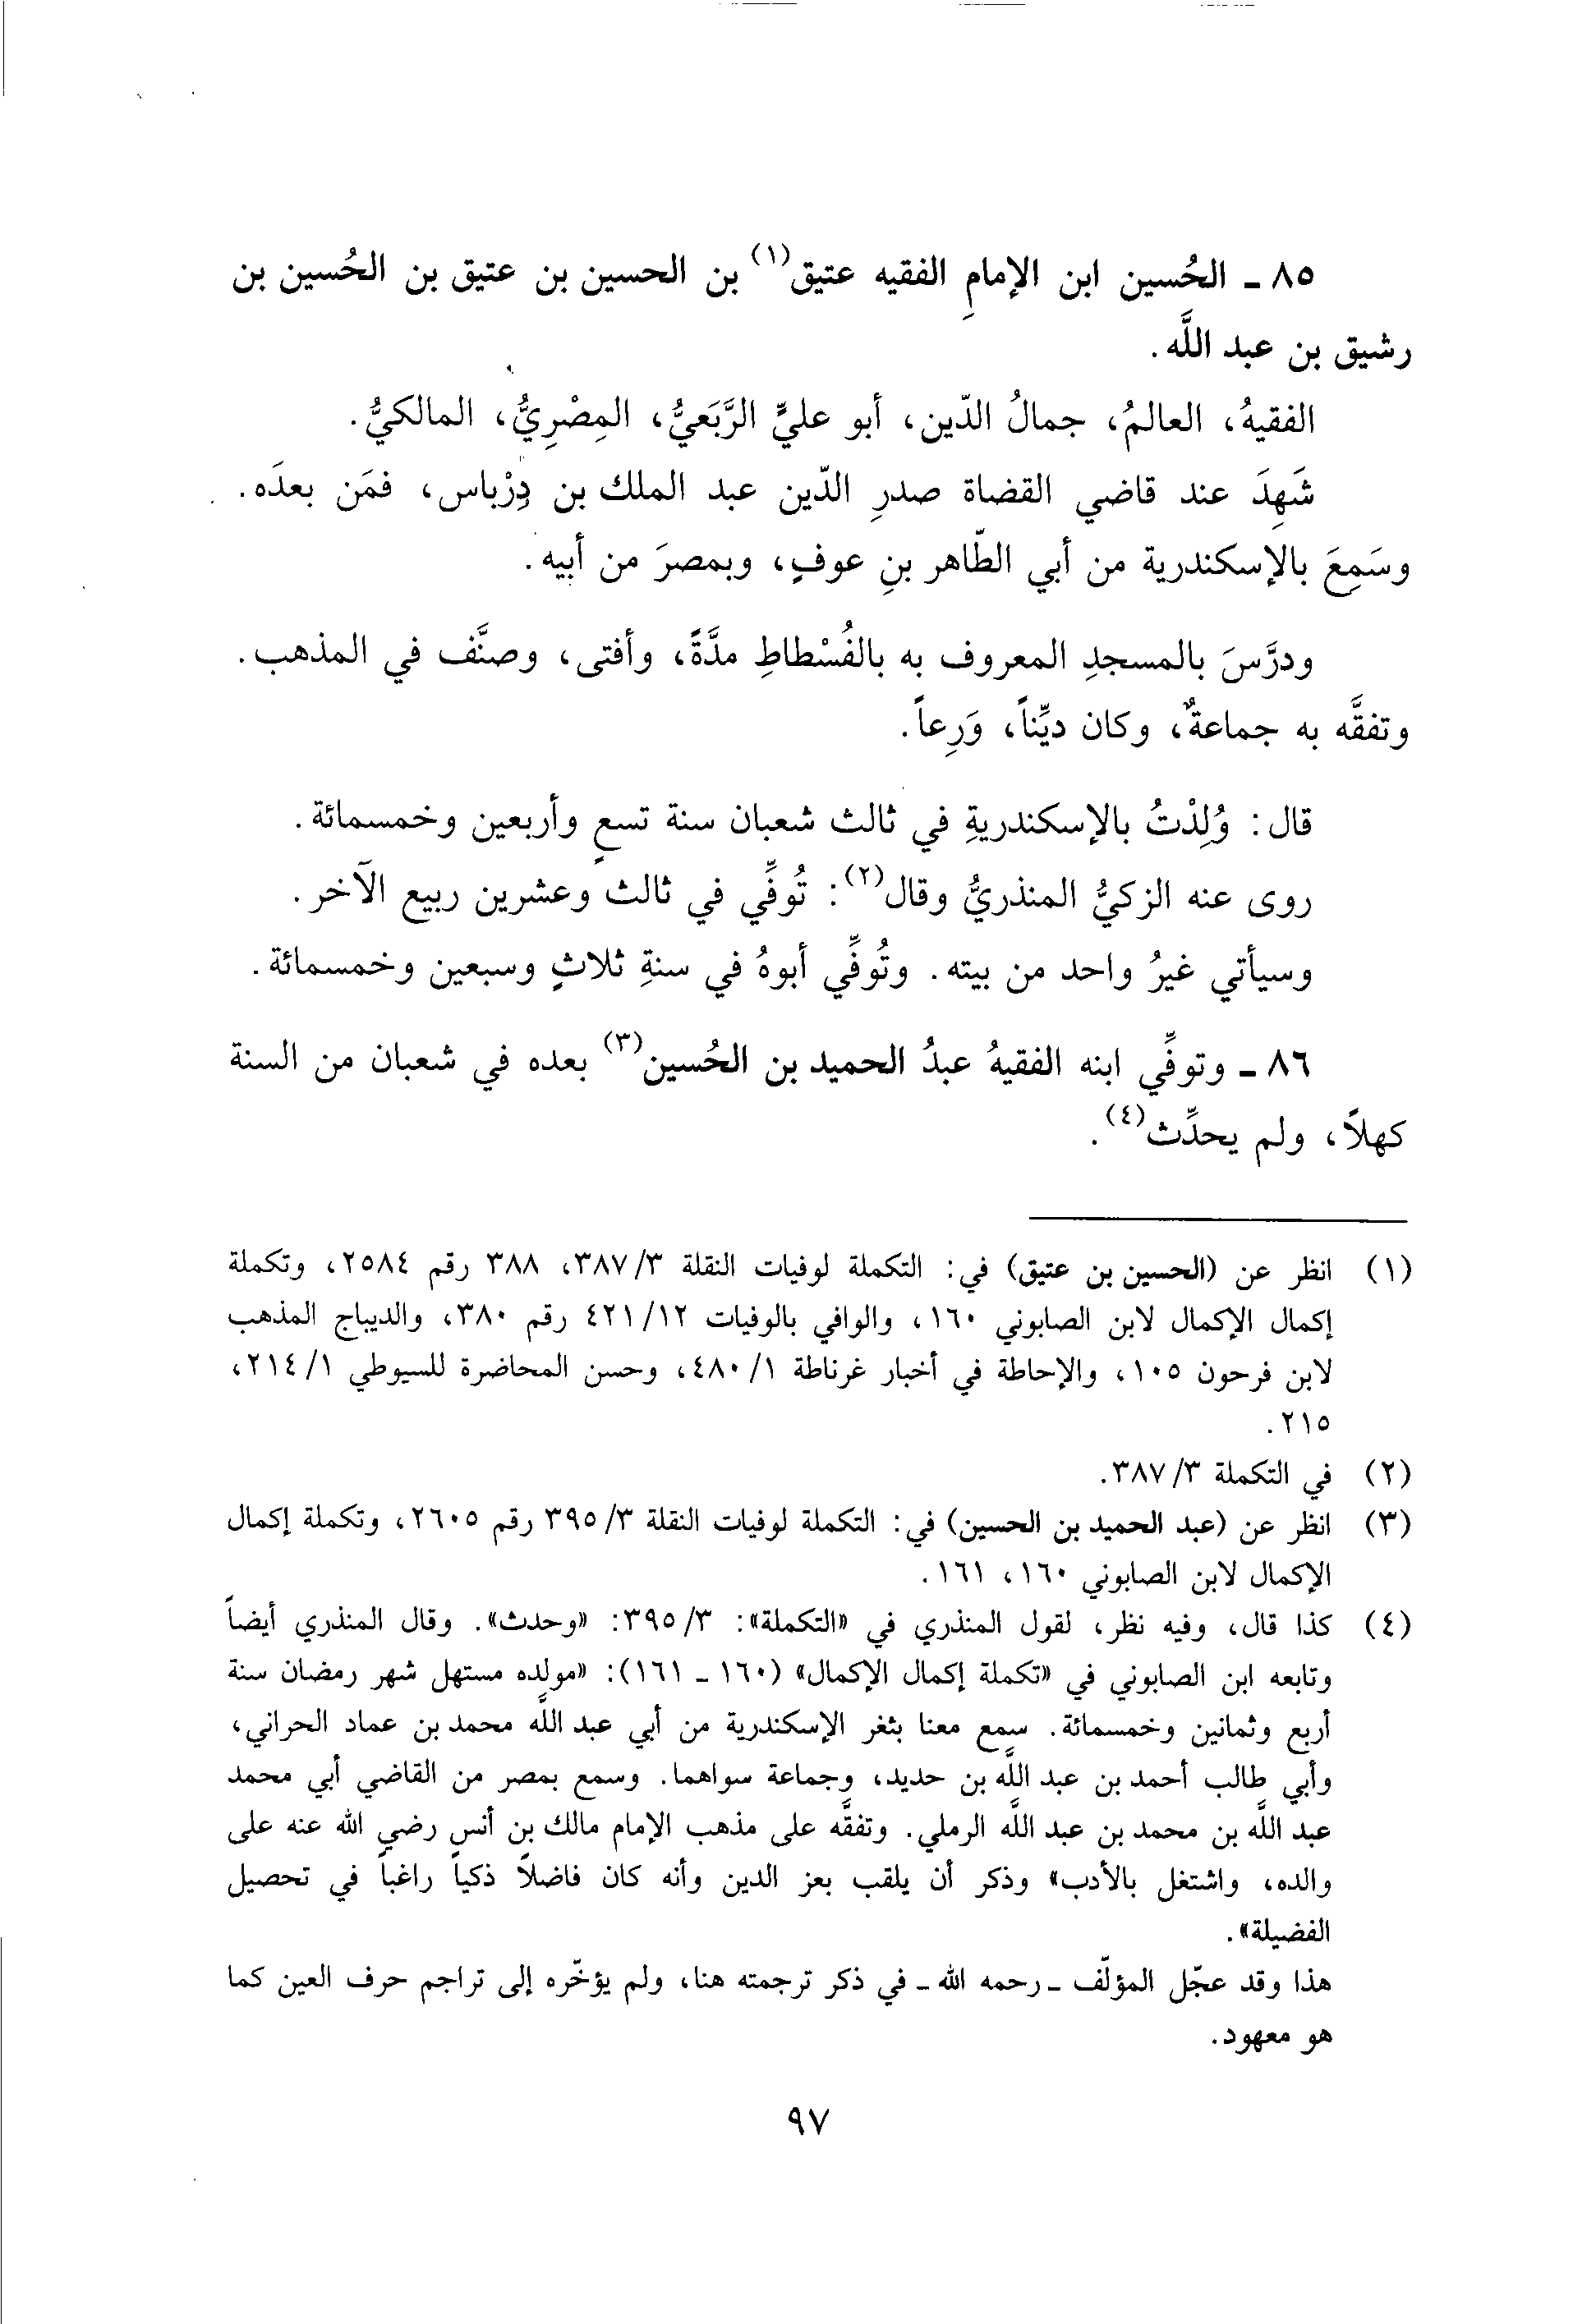 ٨٥ - الحُسين ابن الإمامِ الفقيه عتيق(١) بن الحسين بن عتيق بن الحُسين بن
رشيق بن عبد اللَّه.
الفقيهُ، العالمُ، جمالُ الدّين، أبو عليٍّ الرَّبَعيُّ، المِصْرِيُّ، المالكيُّ.
شَهِدَ عند قاضي القضاة صدرِ الدّين عبد الملك بن دِرْباس، فمَن بعدَه.
وسَمِعَ بالإسكندرية من أبي الطّاهر بنِ عوفٍ، وبمصرَ من أبيه.
ودرَّسَ بالمسجدِ المعروف به بالفُسْطاطِ مدَّةً، وأفتى، وصنَّف في المذهب.
وتفقَّه به جماعةٌ، وكان ديِّناً، وَرِعاً.
قال: وُلِدْتُ بالإسكندريةِ في ثالث شعبان سنة تسعٍ وأربعين وخمسمائة.
روى عنه الزكيُّ المنذريُّ وقال(٢): تُوفِّي في ثالث وعشرين ربيع الآخر.
وسيأتي غيرُ واحد من بيته. وتُوفِّي أبوهُ في سنةِ ثلاثٍ وسبعين وخمسمائة.
٨٦ - وتوفِّي ابنه الفقيهُ عبدُ الحميد بن الحُسين(٣) بعده في شعبان من السنة
كهلاً، ولم يحدِّث(٤).
(١) انظر عن (الحسين بن عتيق) في: التكملة لوفيات النقلة ٣/ ٣٨٧، ٣٨٨ رقم ٢٥٨٤، وتكملة
إكمال الإكمال لابن الصابوني ١٦٠، والوافي بالوفيات ١٢/ ٤٢١ رقم ٣٨٠، والديباج المذهب
لابن فرحون ١٠٥، والإحاطة في أخبار غرناطة ١/ ٤٨٠، وحسن المحاضرة للسيوطي ١/ ٢١٤،
٢١٥.
(٢) في التكملة ٣/ ٣٨٧.
(٣) انظر عن (عبد الحميد بن الحسين) في: التكملة لوفيات النقلة ٣/ ٣٩٥ رقم ٢٦٠٥، وتكملة إكمال
الإكمال لابن الصابوني ١٦٠، ١٦١.
(٤) كذا قال، وفيه نظر، لقول المنذري في «التكملة»: ٣/ ٣٩٥: «وحدث». وقال المنذري أيضاً
وتابعه ابن الصابوني في «تكملة إكمال الإكمال» (١٦٠ - ١٦١): «مولده مستهل شهر رمضان سنة
أربع وثمانين وخمسمائة. سمع معنا بثغر الإسكندرية من أبي عبد اللَّه محمد بن عماد الحراني،
وأبي طالب أحمد بن عبد اللَّه بن حديد، وجماعة سواهما. وسمع بمصر من القاضي أبي محمد
عبد اللَّه بن محمد بن عبد اللَّه الرملي. وتفقَّه على مذهب الإمام مالك بن أنس رضي الله عنه على
والده، واشتغل بالأدب» وذكر أن يلقب بعز الدين وأنه كان فاضلاً ذكياً راغباً في تحصيل
الفضيلة».
هذا وقد عجّل المؤلّف - رحمه الله - في ذكر ترجمته هنا، ولم يؤخّره إلى تراجم حرف العين كما
هو معهود.
٩٧